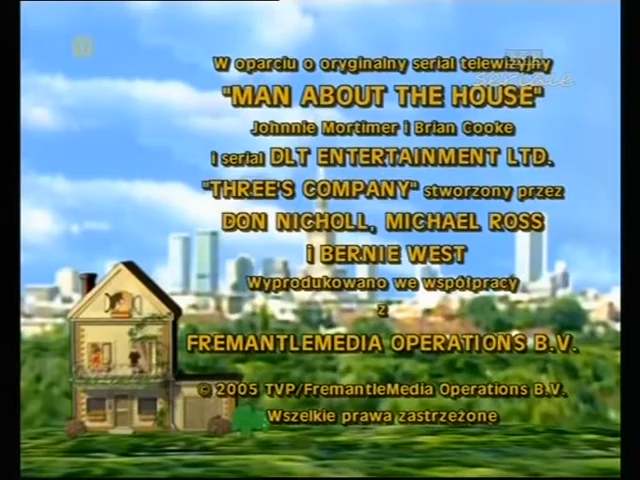 W oparciu o oryginalny serial telewizyjny
seriale
"MAN ABOUT THE HOUSE"
Johnnie Mortimer i Brian Cooke
i serial DLT ENTERTAINMENT LTD.
"THREE'S COMPANY" stworzony przez
DON NICHOLL, MICHAEL ROSS
i BERNIE WEST
Wyprodukowano we współpracy
z
FREMANTLEMEDIA OPERATIONS B.V.
© 2005 TVP/FremantleMedia Operations B.V.
Wszelkie prawa zastrzeżone